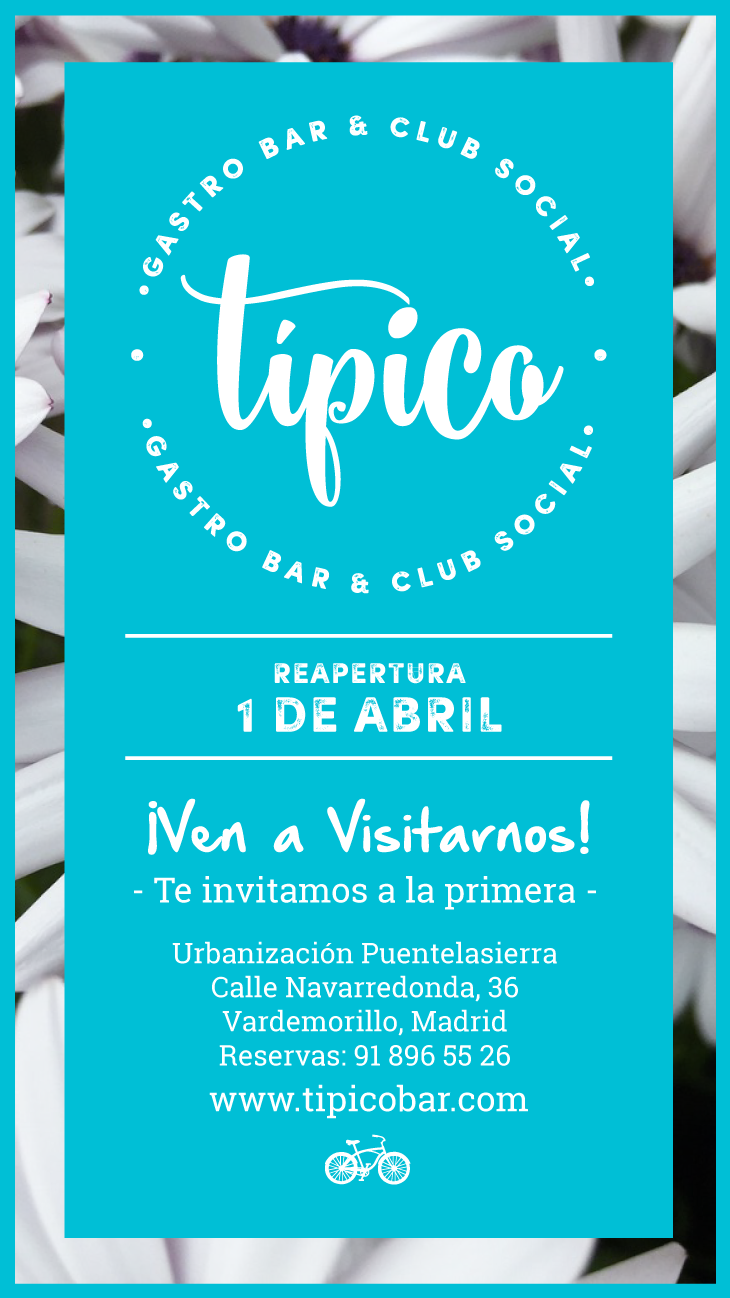 •GASTRO BAR & CLUB SOCIAL•
típico
•GASTRO BAR & CLUB SOCIAL•
REAPERTURA
1 DE ABRIL
¡Ven a Visitarnos!
- Te invitamos a la primera -
Urbanización Puentelasierra
Calle Navarredonda, 36
Vardemorillo, Madrid
Reservas: 91 896 55 26
www.tipicobar.com